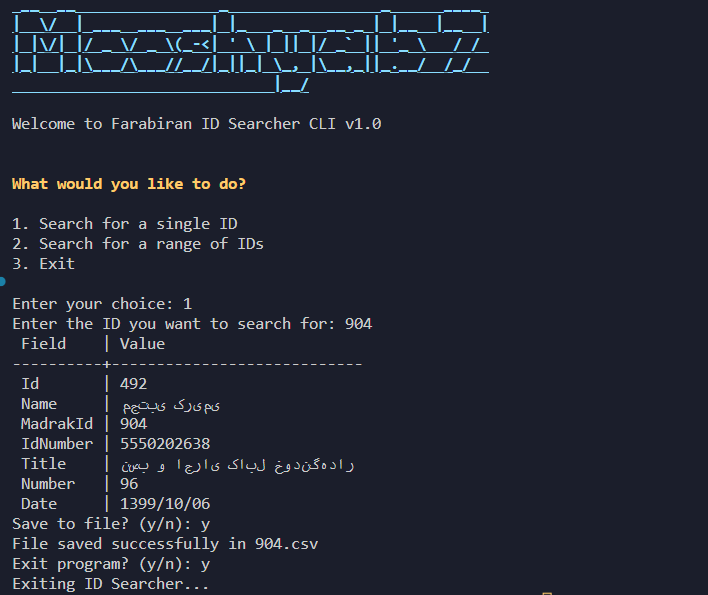 Welcome to Farabiran ID Searcher CLI v1.0
What would you like to do?
1. Search for a single ID
2. Search for a range of IDs
3. Exit
Enter your choice: 1
Enter the ID you want to search for: 904
Field | Value
----------+----------------------------
Id | 492
Name | مجتبی کریمی
MadrakId | 904
IdNumber | 5550202638
Title | نصب و اجرای کابل خودنگهدار
Number | 96
Date | 1399/10/06
Save to file? (y/n): y
File saved successfully in 904.csv
Exit program? (y/n): y
Exiting ID Searcher...